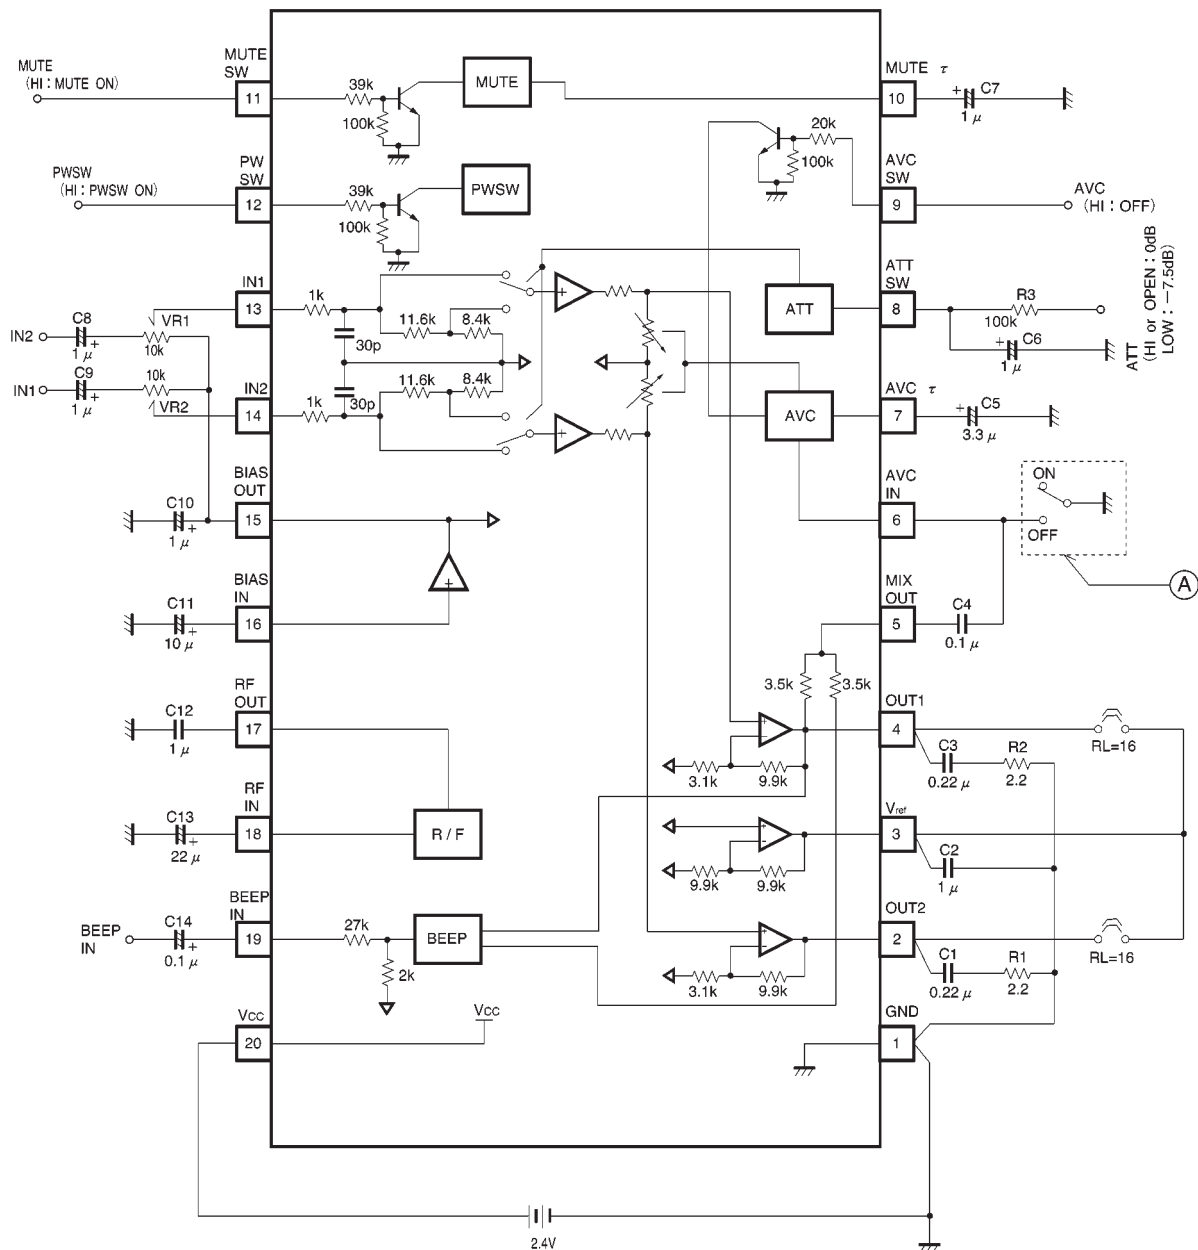 MUTE
(HI : MUTE ON)
MUTE
SW
11
39k
100k
MUTE
MUTE τ
10
+
C7
1 μ
PWSW
(HI : PWSW ON)
PW
SW
12
39k
100k
PWSW
20k
100k
AVC
SW
9
AVC
(HI : OFF)
IN1
13
1k
30p
11.6k
8.4k
+
ATT
ATT
SW
8
R3
100k
+
C6
1 μ
ATT
(HI or OPEN : 0dB
LOW : −7.5dB)
IN2
C8
+
1 μ
VR1
10k
IN1
C9
+
1 μ
10k
VR2
IN2
14
1k
30p
11.6k
8.4k
+
AVC
AVC τ
7
+
C5
3.3 μ
BIAS
OUT
C10
+
1 μ
15
AVC
IN
6
ON
OFF
A
BIAS
IN
C11
+
10 μ
16
+
MIX
OUT
5
C4
0.1 μ
3.5k
3.5k
RF
OUT
C12
1 μ
17
+
−
3.1k
9.9k
OUT1
4
C3
0.22 μ
R2
2.2
RL=16
RF
IN
C13
+
22 μ
18
R / F
+
−
9.9k
9.9k
Vref
3
C2
1 μ
BEEP
IN
C14
+
0.1 μ
BEEP
IN
19
27k
2k
BEEP
+
−
3.1k
9.9k
OUT2
2
C1
0.22 μ
R1
2.2
RL=16
VCC
20
VCC
GND
1
2.4V